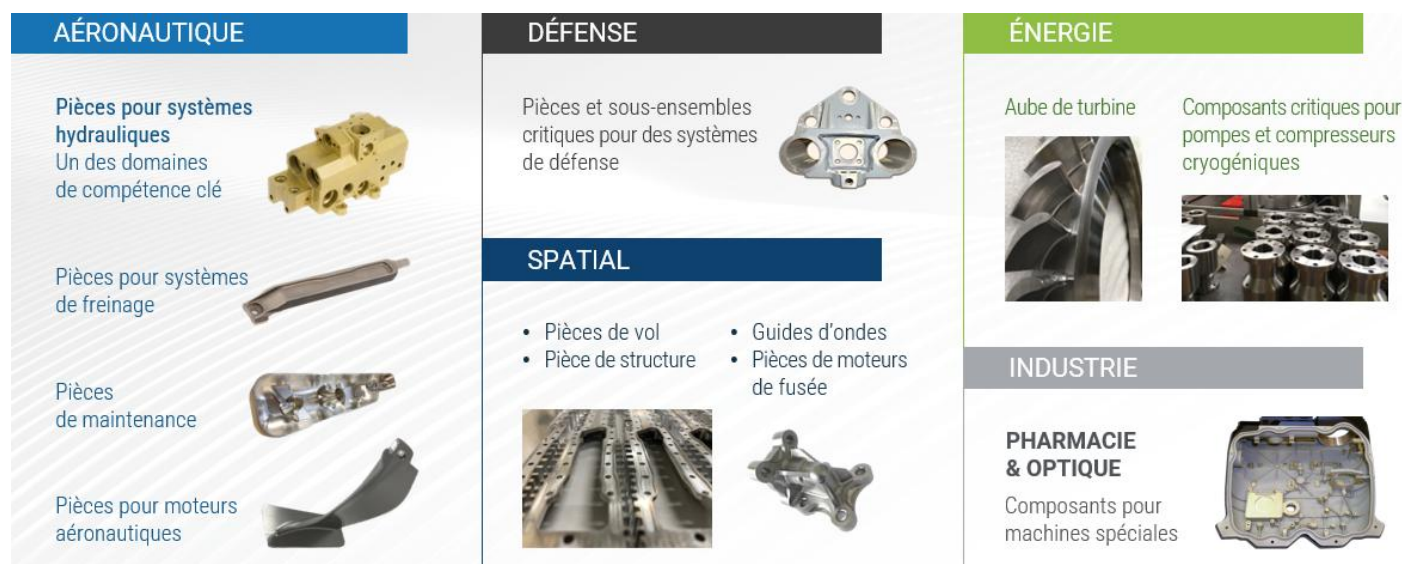 AÉRONAUTIQUE
Pièces pour systèmes
hydrauliques
Un des domaines
de compétence clé
Pièces pour systèmes
de freinage
Pièces
de maintenance
Pièces pour moteurs
aéronautiques
DÉFENSE
Pièces et sous-ensembles
critiques pour des systèmes
de défense
SPATIAL
• Pièces de vol
• Pièce de structure
• Guides d’ondes
• Pièces de moteurs
de fusée
ÉNERGIE
Aube de turbine
Composants critiques pour
pompes et compresseurs
cryogéniques
INDUSTRIE
PHARMACIE
& OPTIQUE
Composants pour
machines spéciales